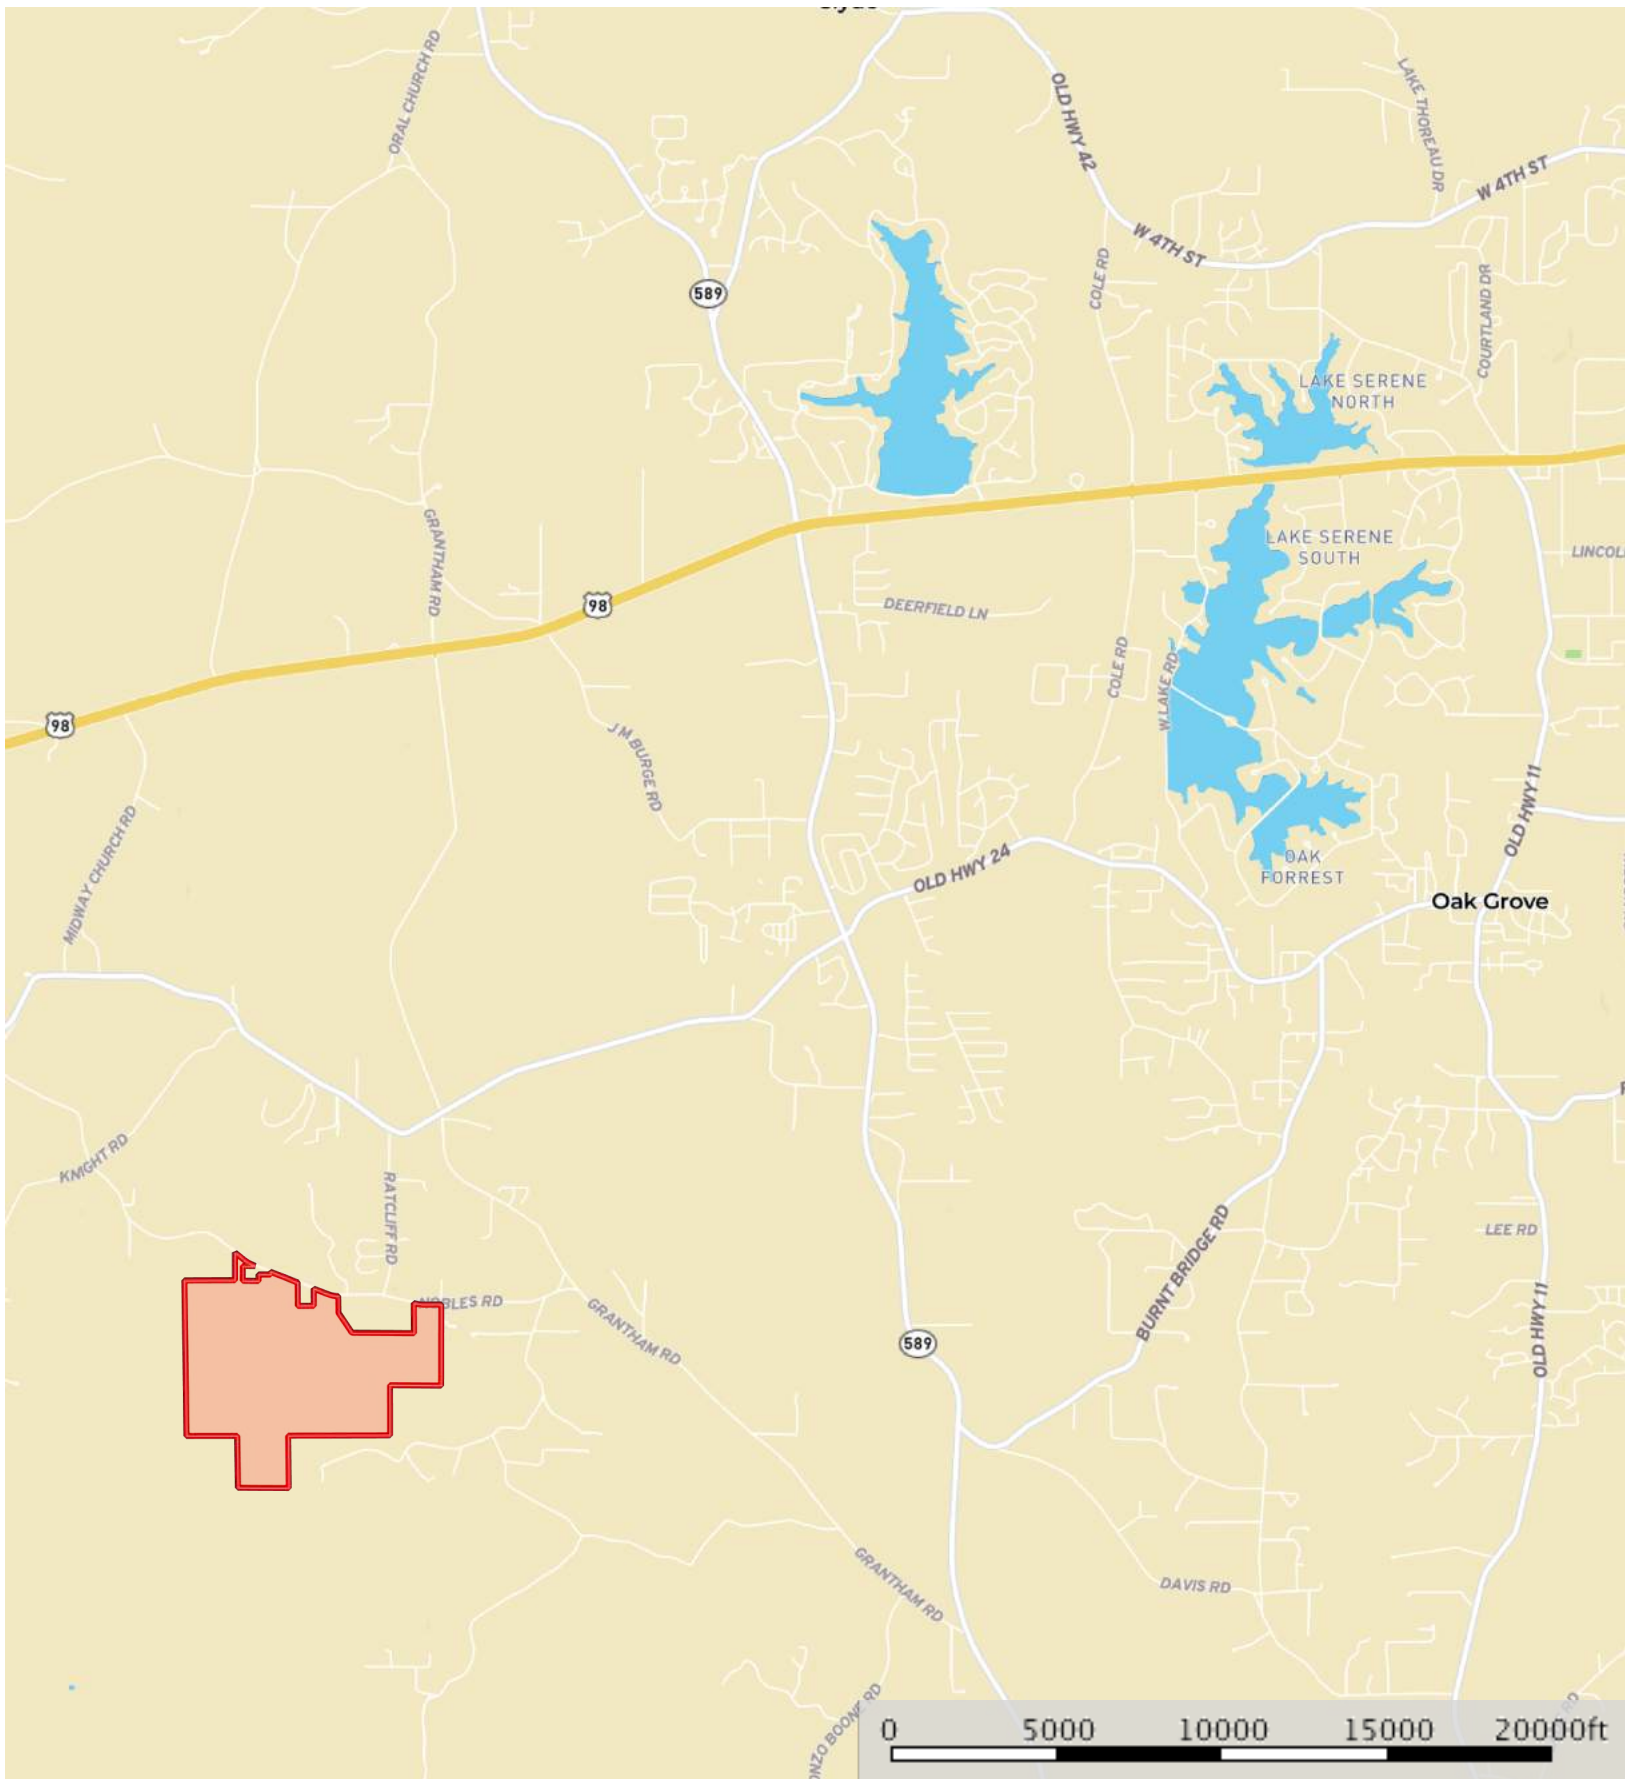 ORAL CHURCH RD
OLD HWY 42
LAKE THOREAU DR
W 4TH ST
W 4TH ST
COLE RD
COURTLAND DR
589
LAKE SERENE
NORTH
GRANTHAM RD
LAKE SERENE
SOUTH
98
DEERFIELD LN
COLE RD
W LAKE RD
98
J M BURGE RD
MIDWAY CHURCH RD
OLD HWY 11
OLD HWY 24
OAK
FORREST
Oak Grove
KNIGHT RD
RATCLIFF RD
LEE RD
BURNT BRIDGE RD
NOBLES RD
GRANTHAM RD
589
OLD HWY 11
GRANTHAM RD
DAVIS RD
RD
0 5000 10000 15000 20000ft